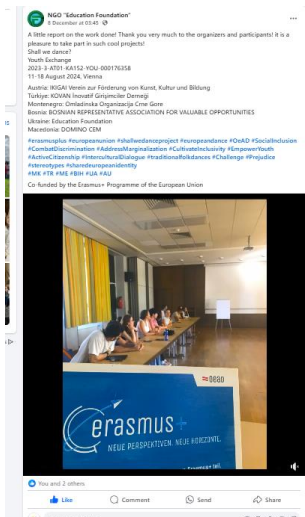 NGO "Education Foundation"
8 December at 03:45
A little report on the work done! Thank you very much to the organizers and participants! it is a
pleasure to take part in such cool projects!
Shall we dance?
Youth Exchange
2023-3-AT01-KA152-YOU-000176358
11-18 August 2024, Vienna
Austria: IKIGAI Verein zur Förderung von Kunst, Kultur und Bildung
Türkiye: KOVAN İnovatif Girişimciler Derneği
Montenegro: Omladinska Organizacija Crne Gore
Bosnia: BOSNIAN REPRESENTATIVE ASSOCIATION FOR VALUABLE OPPORTUNITIES
Ukraine: Education Foundation
Macestonia: DOMINO CEM
#erasmusplus #europeanunion #shallwedanceproject #europeandance #OeAD #SocialInclusion
#CombatDiscrimination #AddressMarginalization #CultivateInclusivity #EmpowerYouth
#ActiveCitizenship #InterculturalDialogue #traditionalfolkdances #Challenge #Prejudice
#stereotypes #sharedeuropeanidentity
#MK #TR #ME #BIH #UA #AU
Co-funded by the Erasmus+ Programme of the European Union
oead
erasmus+
NEUE PERSPEKTIVEN. NEUE HORIZONTE.
You and 2 others
Like
Comment
Send
Share